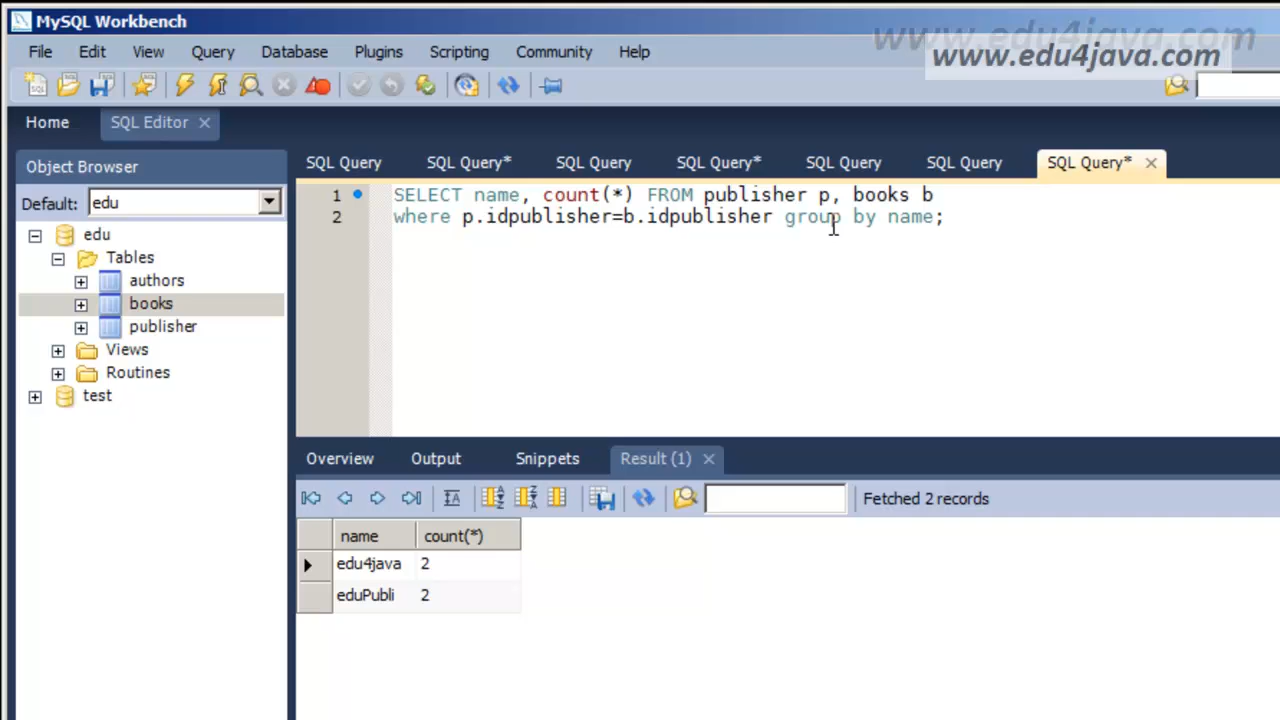 MySQL Workbench
www.edu4java.com
www.edu4java.com
File Edit View Query Database Plugins Scripting Community Help
Home SQL Editor
Object Browser
SQL Query SQL Query* SQL Query SQL Query* SQL Query SQL Query SQL Query*
Default: edu
1 SELECT name, count(*) FROM publisher p, books b
2 where p.idpublisher=b.idpublisher group by name;
edu
Tables
authors
books
publisher
Views
Routines
test
Overview Output Snippets Result (1)
Fetched 2 records
name count(*)
edu4java 2
eduPubli 2